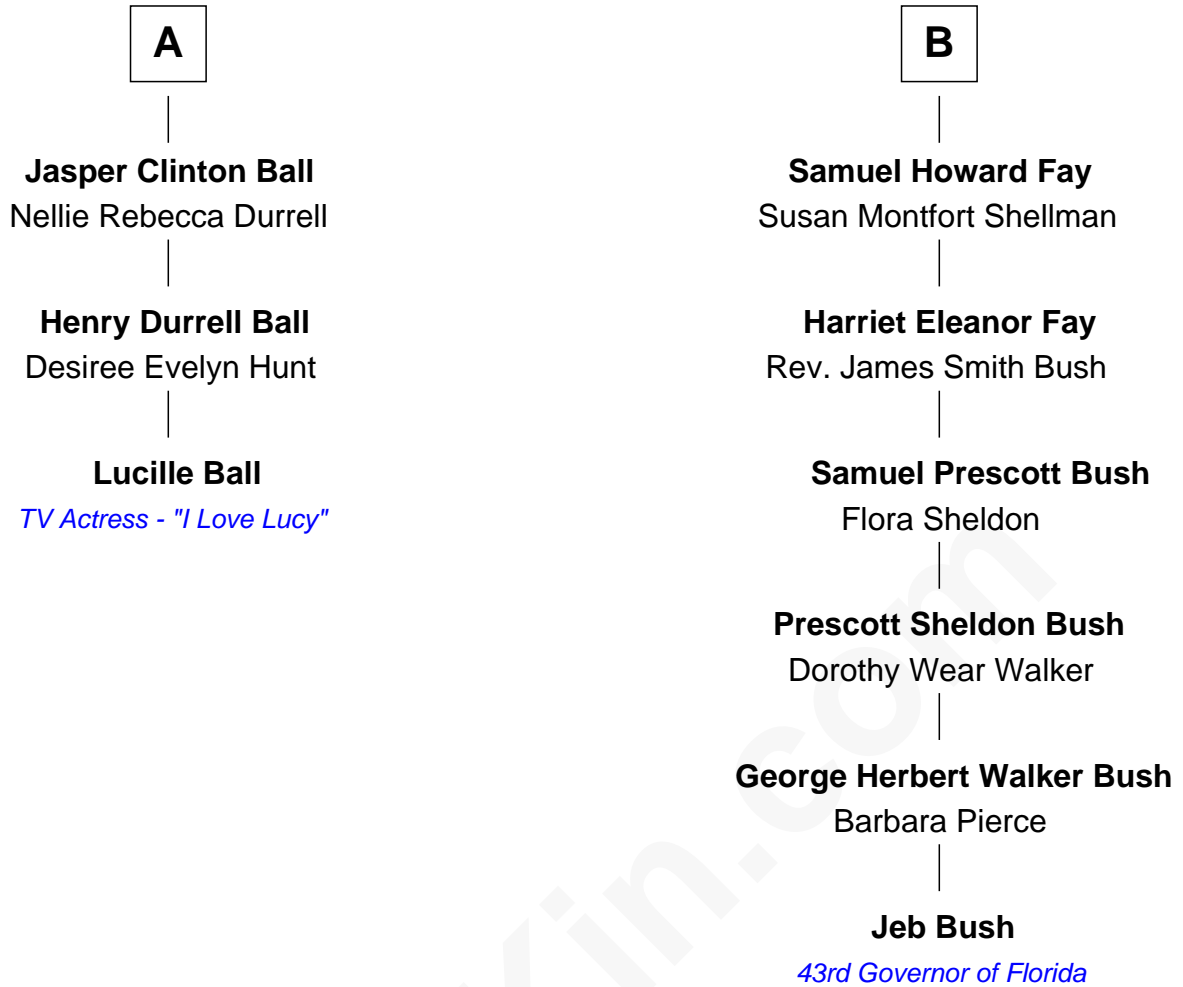 A
Jasper Clinton Ball
Nellie Rebecca Durrell
Henry Durrell Ball
Desiree Evelyn Hunt
Lucille Ball
TV Actress - "I Love Lucy"
B
Samuel Howard Fay
Susan Montfort Shellman
Harriet Eleanor Fay
Rev. James Smith Bush
Samuel Prescott Bush
Flora Sheldon
Prescott Sheldon Bush
Dorothy Wear Walker
George Herbert Walker Bush
Barbara Pierce
Jeb Bush
43rd Governor of Florida
Kin.com